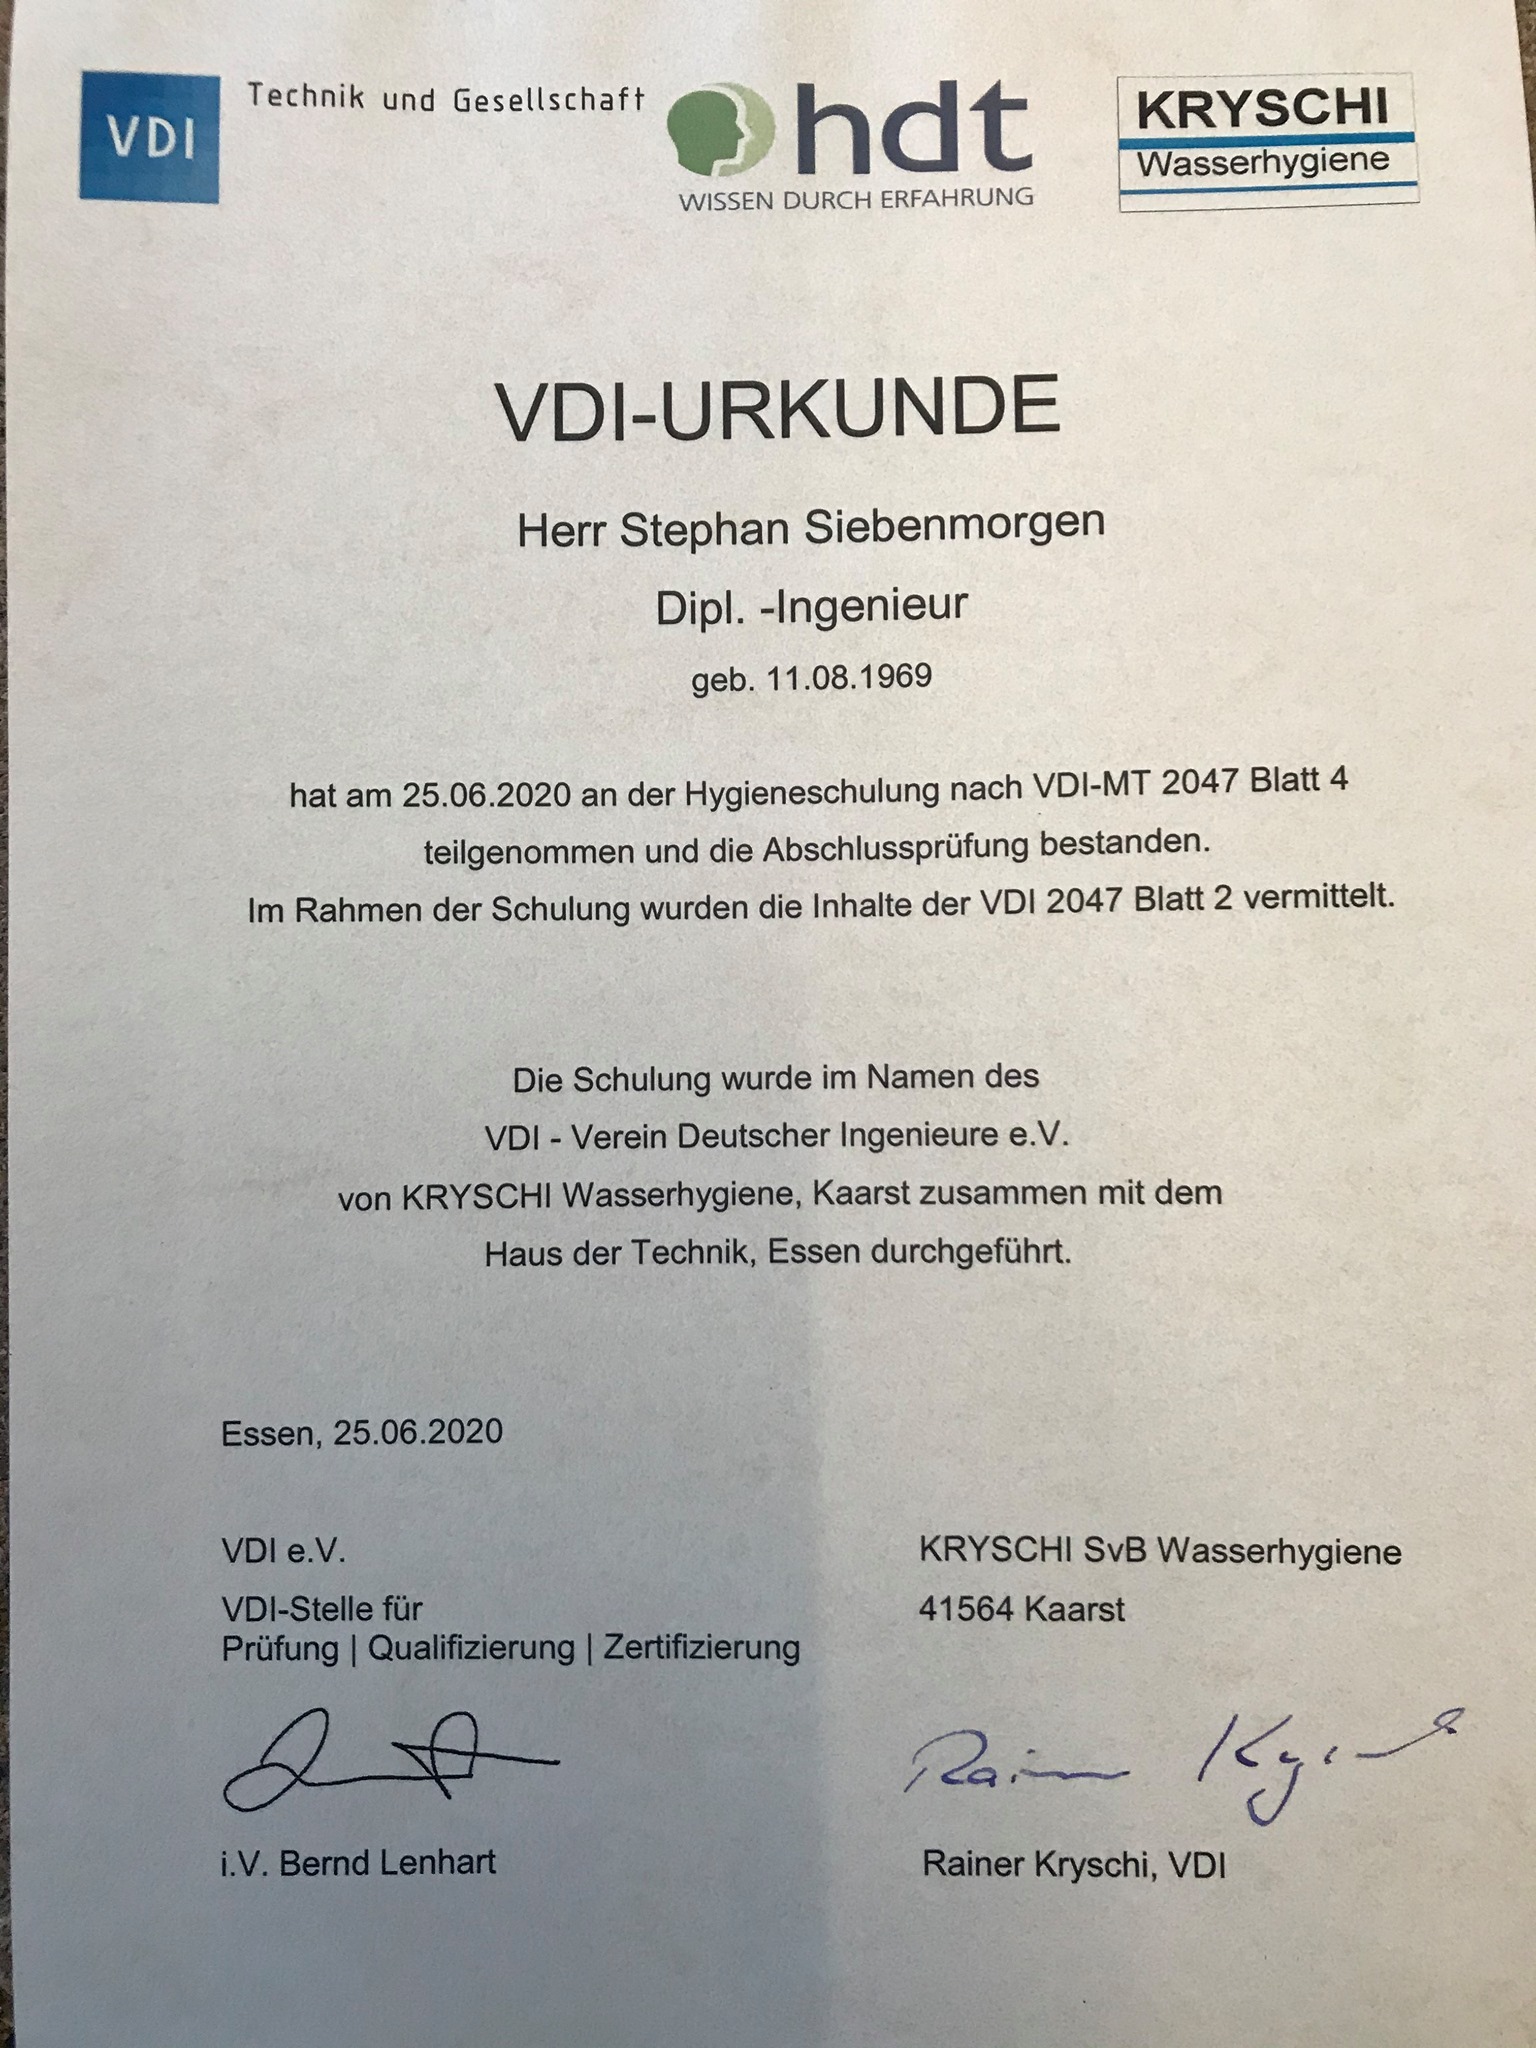 VDI
Technik und Gesellschaft
hdt
WISSEN DURCH ERFAHRUNG
KRYSCHI
Wasserhygiene
VDI-URKUNDE
Herr Stephan Siebenmorgen
Dipl. -Ingenieur
geb. 11.08.1969
hat am 25.06.2020 an der Hygieneschulung nach VDI-MT 2047 Blatt 4
teilgenommen und die Abschlussprüfung bestanden.
Im Rahmen der Schulung wurden die Inhalte der VDI 2047 Blatt 2 vermittelt.
Die Schulung wurde im Namen des
VDI - Verein Deutscher Ingenieure e.V.
von KRYSCHI Wasserhygiene, Kaarst zusammen mit dem
Haus der Technik, Essen durchgeführt.
Essen, 25.06.2020
VDI e.V.
VDI-Stelle für
Prüfung | Qualifizierung | Zertifizierung
i.V. Bernd Lenhart
KRYSCHI SvB Wasserhygiene
41564 Kaarst
Rainer Kryschi
Rainer Kryschi, VDI